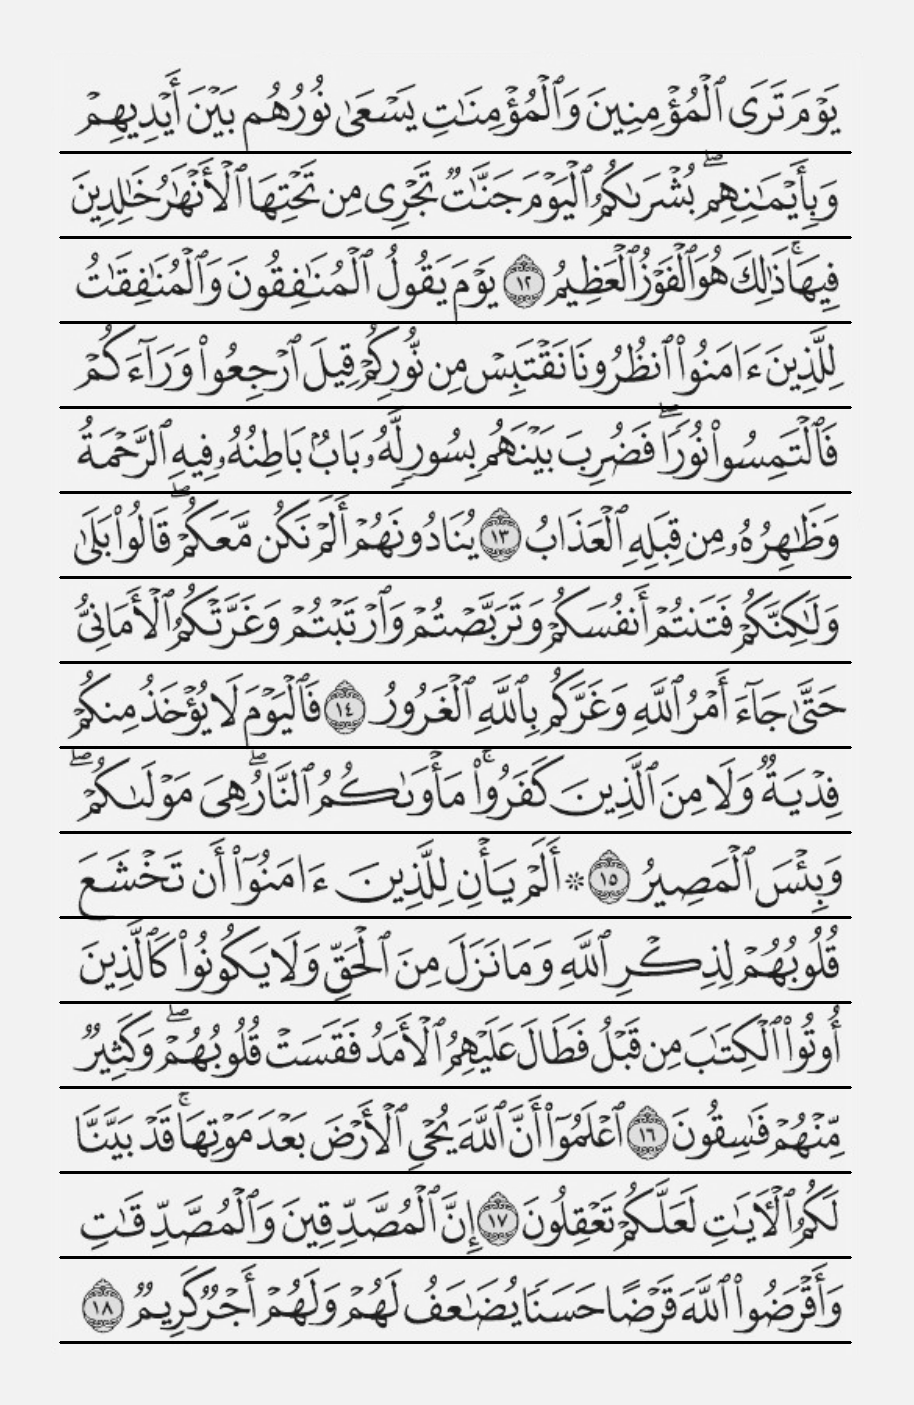 يَوْمَ تَرَى ٱلْمُؤْمِنِينَ وَٱلْمُؤْمِنَٰتِ يَسْعَىٰ نُورُهُم بَيْنَ أَيْدِيهِمْ
وَبِأَيْمَٰنِهِمۖ بُشْرَىٰكُمُ ٱلْيَوْمَ جَنَّٰتٌ تَجْرِى مِن تَحْتِهَا ٱلْأَنْهَٰرُ خَٰلِدِينَ
فِيهَاۚ ذَٰلِكَ هُوَ ٱلْفَوْزُ ٱلْعَظِيمُ ١٢ يَوْمَ يَقُولُ ٱلْمُنَٰفِقُونَ وَٱلْمُنَٰفِقَٰتُ
لِلَّذِينَ ءَامَنُوا۟ ٱنظُرُونَا نَقْتَبِسْ مِن نُّورِكُمْ قِيلَ ٱرْجِعُوا۟ وَرَآءَكُمْ
فَٱلْتَمِسُوا۟ نُورًاۖ فَضُرِبَ بَيْنَهُم بِسُورٍ لَّهُۥ بَابٌۢ بَاطِنُهُۥ فِيهِ ٱلرَّحْمَةُ
وَظَٰهِرُهُۥ مِن قِبَلِهِ ٱلْعَذَابُ ١٣ يُنَادُونَهُمْ أَلَمْ نَكُن مَّعَكُمْۖ قَالُوا۟ بَلَىٰ
وَلَٰكِنَّكُمْ فَتَنتُمْ أَنفُسَكُمْ وَتَرَبَّصْتُمْ وَٱرْتَبْتُمْ وَغَرَّتْكُمُ ٱلْأَمَانِىُّ
حَتَّىٰ جَآءَ أَمْرُ ٱللَّهِ وَغَرَّكُم بِٱللَّهِ ٱلْغَرُورُ ١٤ فَٱلْيَوْمَ لَا يُؤْخَذُ مِنكُمْ
فِدْيَةٌ وَلَا مِنَ ٱلَّذِينَ كَفَرُوا۟ۚ مَأْوَىٰكُمُ ٱلنَّارُۖ هِىَ مَوْلَىٰكُمْۖ
وَبِئْسَ ٱلْمَصِيرُ ١٥ ۞ أَلَمْ يَأْنِ لِلَّذِينَ ءَامَنُوٓا۟ أَن تَخْشَعَ
قُلُوبُهُمْ لِذِكْرِ ٱللَّهِ وَمَا نَزَلَ مِنَ ٱلْحَقِّ وَلَا يَكُونُوا۟ كَٱلَّذِينَ
أُوتُوا۟ ٱلْكِتَٰبَ مِن قَبْلُ فَطَالَ عَلَيْهِمُ ٱلْأَمَدُ فَقَسَتْ قُلُوبُهُمْۖ وَكَثِيرٌ
مِّنْهُمْ فَٰسِقُونَ ١٦ ٱعْلَمُوٓا۟ أَنَّ ٱللَّهَ يُحْىِ ٱلْأَرْضَ بَعْدَ مَوْتِهَاۚ قَدْ بَيَّنَّا
لَكُمُ ٱلْـَٔايَٰتِ لَعَلَّكُمْ تَعْقِلُونَ ١٧ إِنَّ ٱلْمُصَّدِّقِينَ وَٱلْمُصَّدِّقَٰتِ
وَأَقْرَضُوا۟ ٱللَّهَ قَرْضًا حَسَنًا يُضَٰعَفُ لَهُمْ وَلَهُمْ أَجْرٌ كَرِيمٌ ١٨